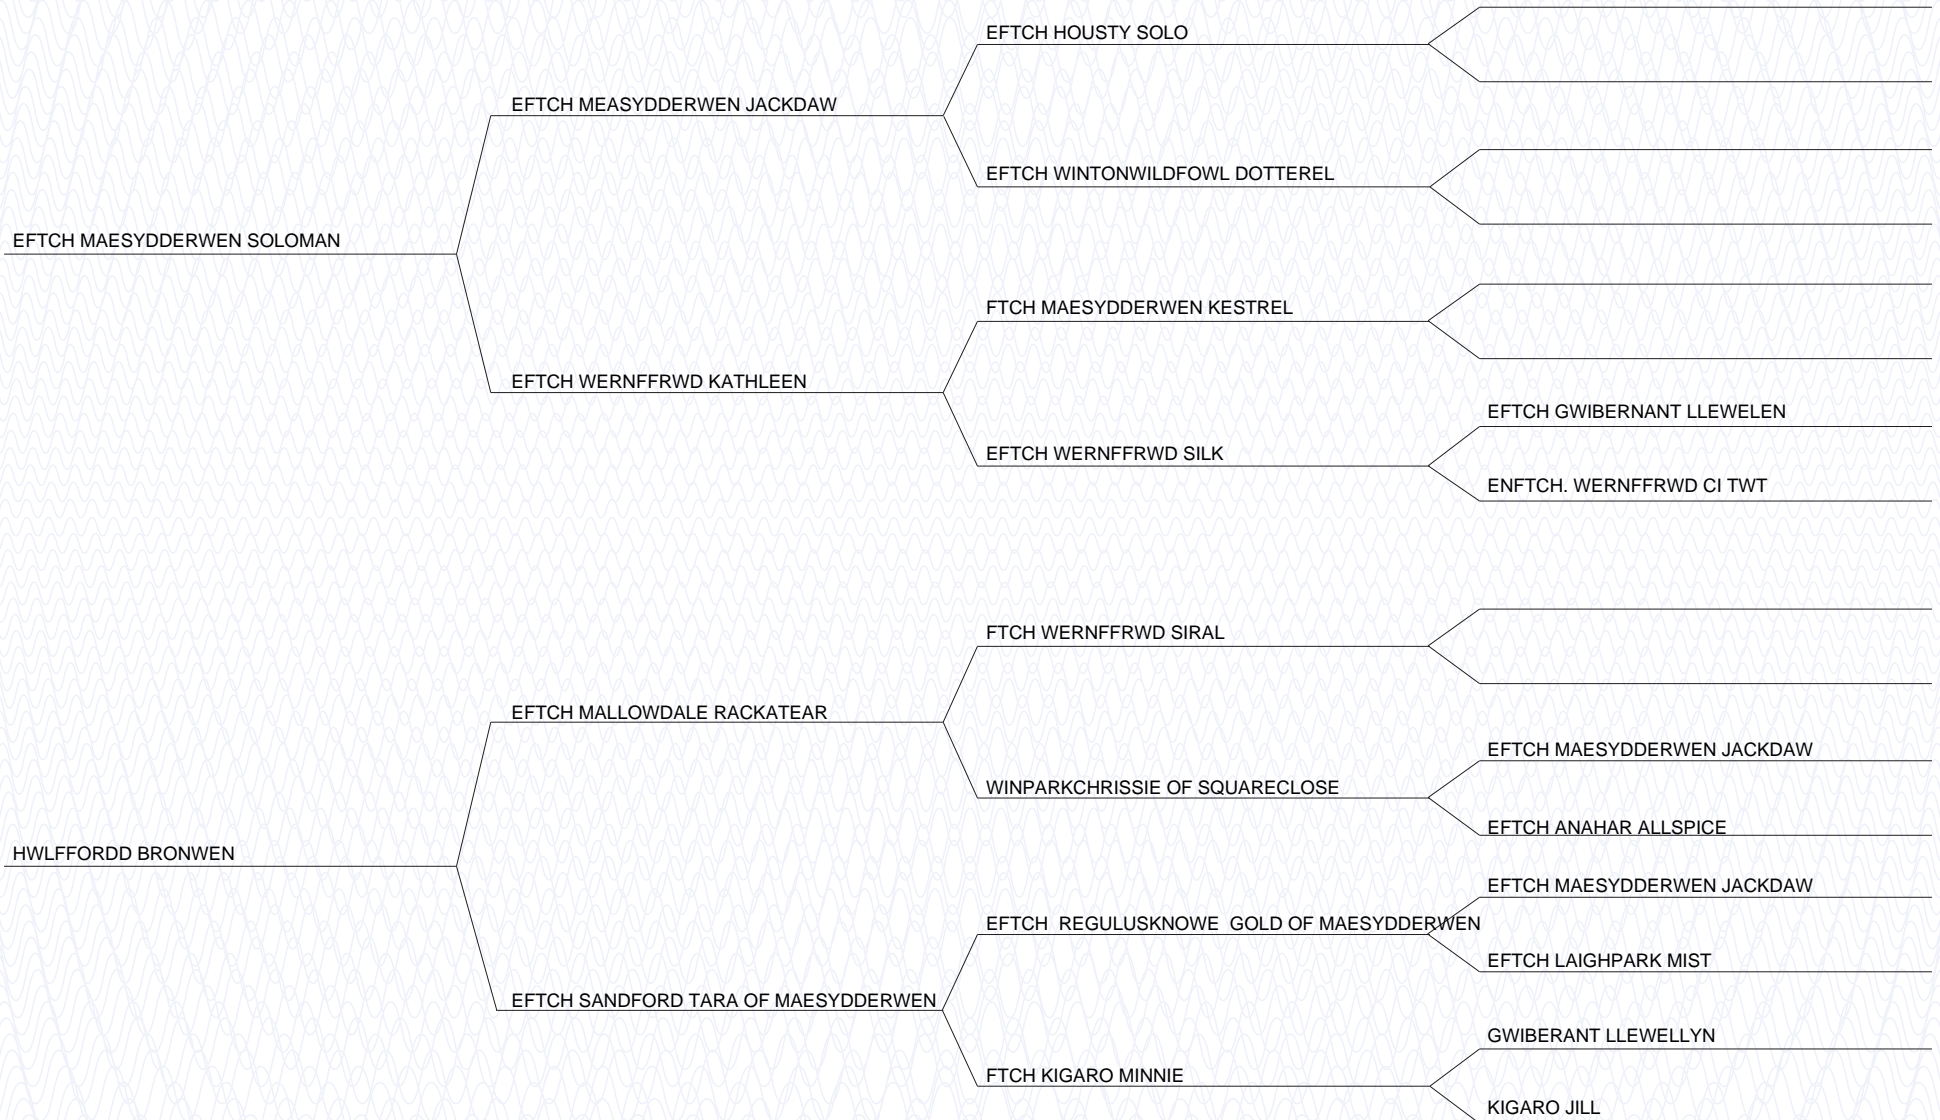 EFTCH MAESYDDERWEN SOLOMAN
EFTCH MEASYDDERWEN JACKDAW
EFTCH HOUSTY SOLO
EFTCH WINTONWILDFOWL DOTTEREL
EFTCH WERNFFRWD KATHLEEN
FTCH MAESYDDERWEN KESTREL
EFTCH WERNFFRWD SILK
EFTCH GWIBERNANT LLEWELEN
ENFTCH. WERNFFRWD CI TWT
HWLFFORDD BRONWEN
EFTCH MALLOWDALE RACKATEAR
FTCH WERNFFRWD SIRAL
WINPARKCHRISSIE OF SQUARECLOSE
EFTCH MAESYDDERWEN JACKDAW
EFTCH ANAHAR ALLSPICE
EFTCH SANDFORD TARA OF MAESYDDERWEN
EFTCH  REGULUSKNOWE  GOLD OF MAESYDDERWEN
EFTCH MAESYDDERWEN JACKDAW
EFTCH LAIGHPARK MIST
FTCH KIGARO MINNIE
GWIBERANT LLEWELLYN
KIGARO JILL